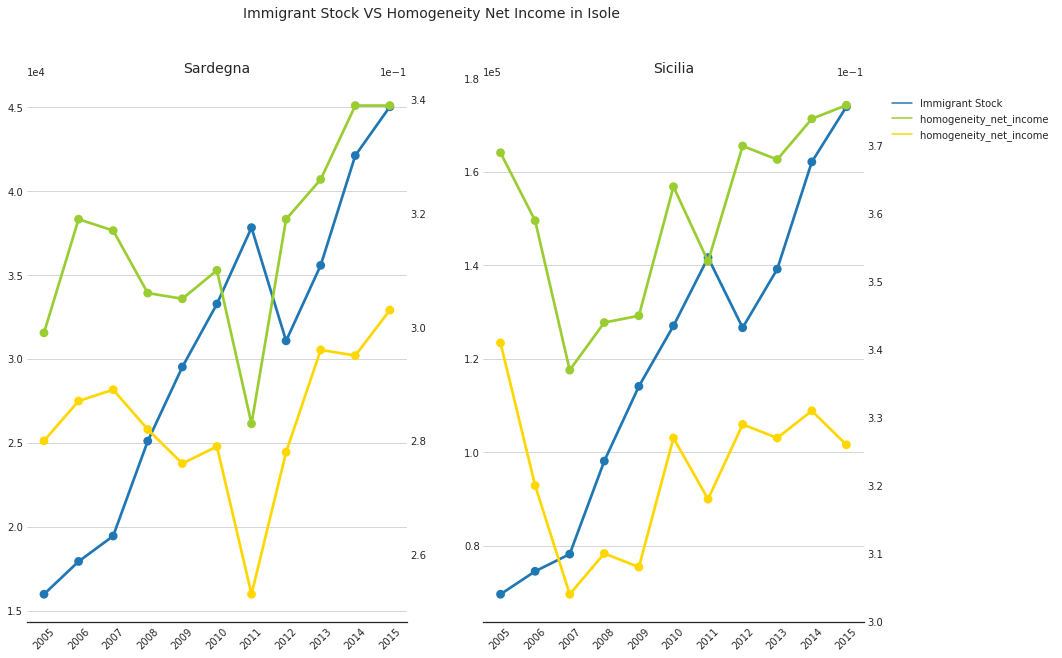 Immigrant Stock VS Homogeneity Net Income in Isole
Sardegna
1e4
1e−1
4.5
4.0
3.5
3.0
2.5
2.0
1.5
3.4
3.2
3.0
2.8
2.6
2005 2006 2007 2008 2009 2010 2011 2012 2013 2014 2015
Sicilia
1e5
1e−1
1.8
1.6
1.4
1.2
1.0
0.8
3.7
3.6
3.5
3.4
3.3
3.2
3.1
3.0
2005 2006 2007 2008 2009 2010 2011 2012 2013 2014 2015
Immigrant Stock
homogeneity_net_income
homogeneity_net_income